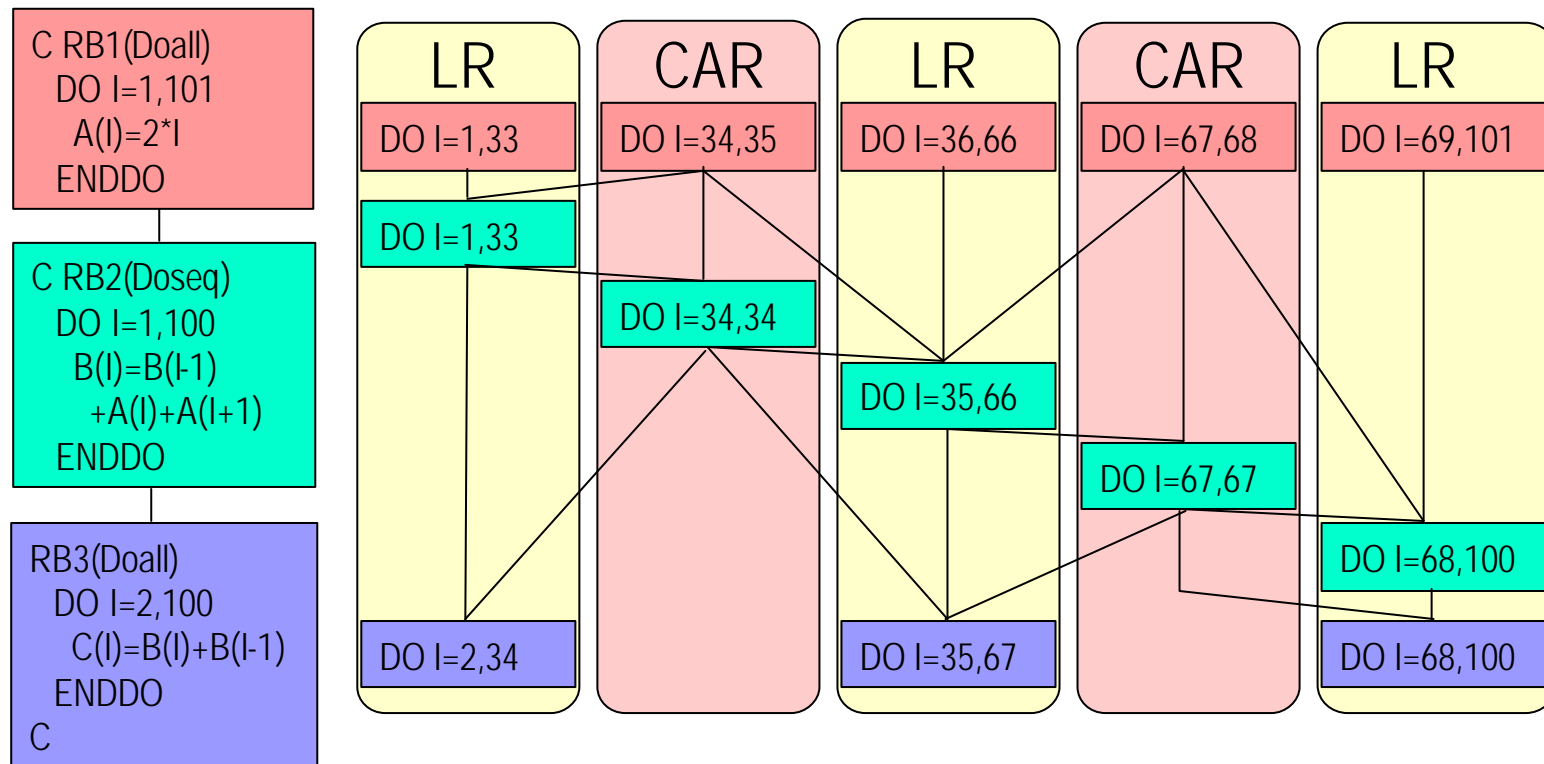 C RB1(Doall)
DO I=1,101
A(I)=2*I
ENDDO
C RB2(Doseq)
DO I=1,100
B(I)=B(I-1)
+A(I)+A(I+1)
ENDDO
RB3(Doall)
DO I=2,100
C(I)=B(I)+B(I-1)
ENDDO
C
LR
CAR
LR
CAR
LR
DO I=1,33
DO I=34,35
DO I=36,66
DO I=67,68
DO I=69,101
DO I=1,33
DO I=34,34
DO I=35,66
DO I=67,67
DO I=68,100
DO I=2,34
DO I=35,67
DO I=68,100